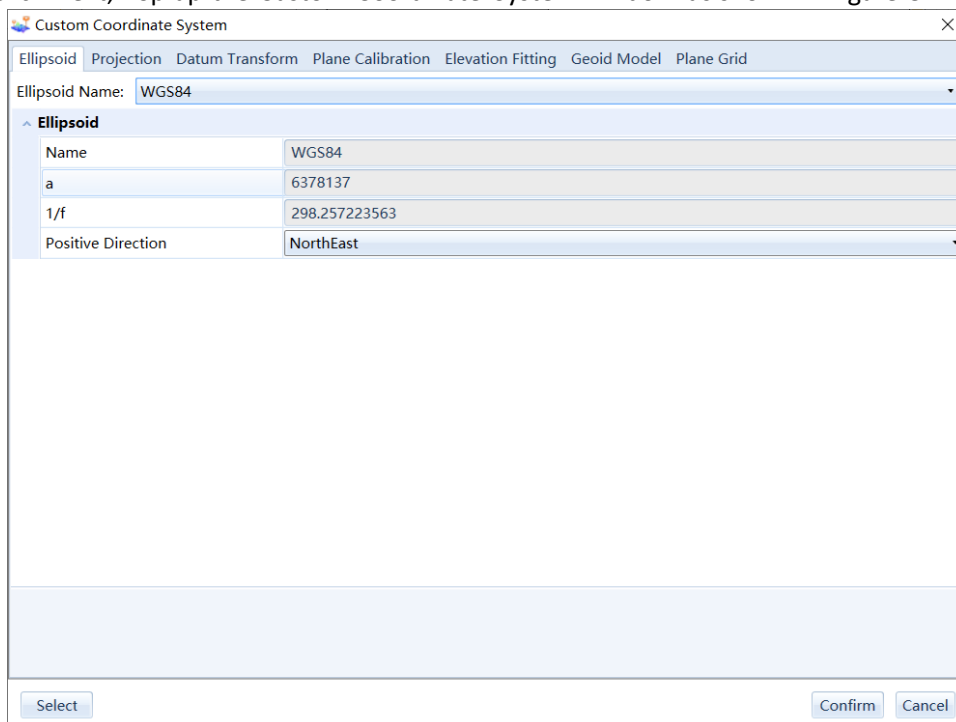 Custom Coordinate System
Ellipsoid Projection Datum Transform Plane Calibration Elevation Fitting Geoid Model Plane Grid
Ellipsoid Name: WGS84
Ellipsoid
Name WGS84
a 6378137
1/f 298.257223563
Positive Direction NorthEast
Select Confirm Cancel